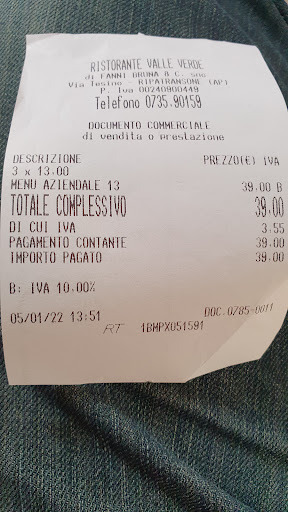 RISTORANTE VALLE VERDE
di FANNI BRUNA & C. snc
Via Tesino - RIPATRANSONE (AP)
P. Iva 00240900449
Telefono 0735.90159
DOCUMENTO COMMERCIALE
di vendita o prestazione
DESCRIZIONE PREZZO(€) IVA
3 x 13.00
MENU AZIENDALE 13 39.00 B
TOTALE COMPLESSIVO 39.00
DI CUI IVA 3.55
PAGAMENTO CONTANTE 39.00
IMPORTO PAGATO 39.00
B: IVA 10.00%
05/01/22 13:51 DOC.0785-0011
RT 1BMPX051591